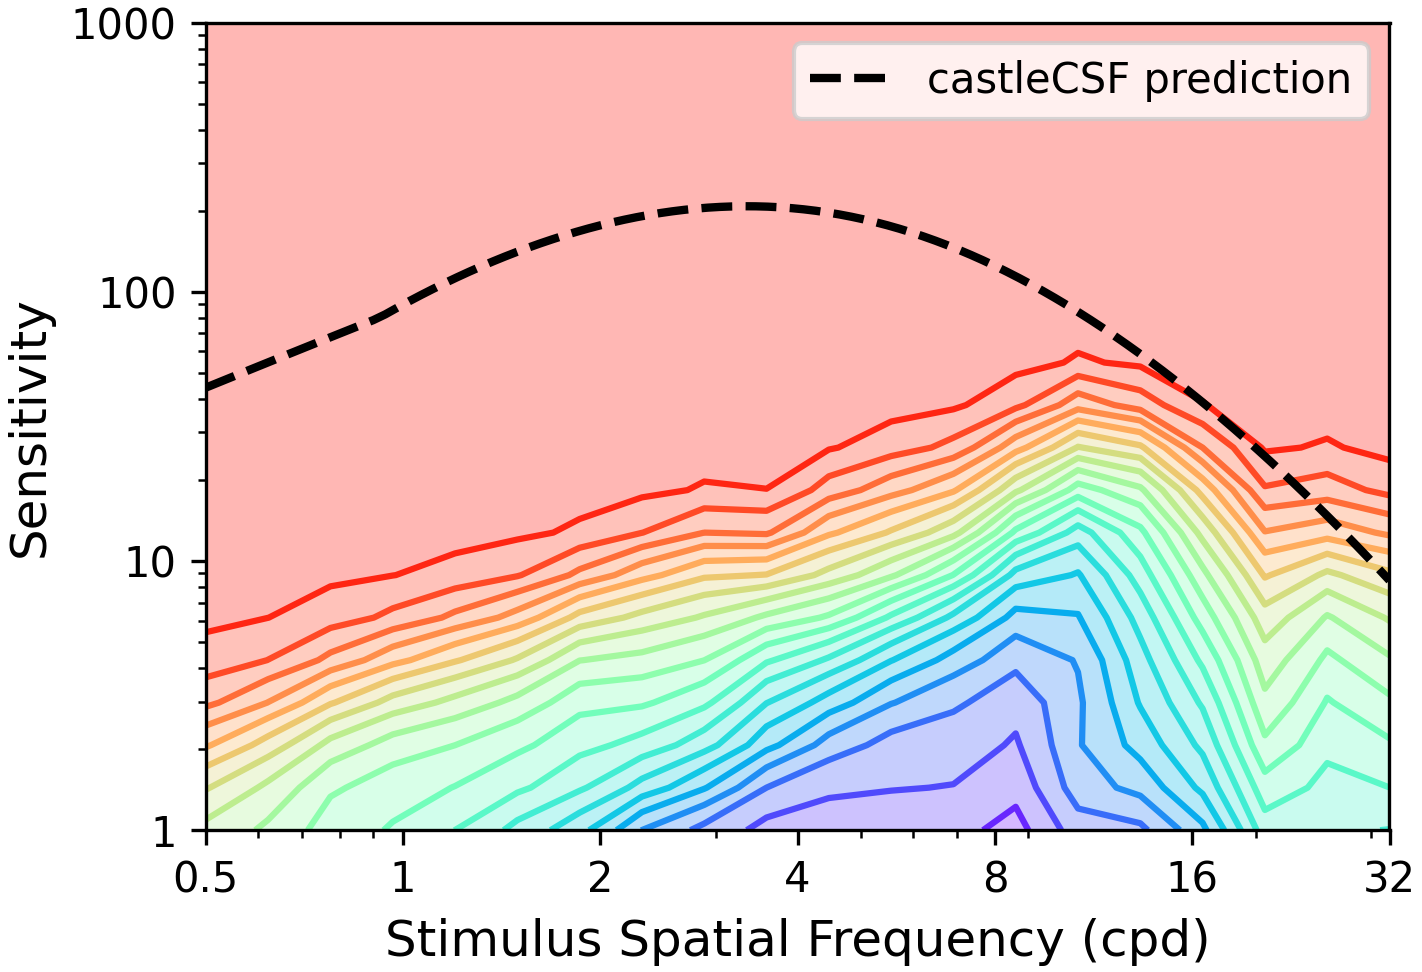 1000
castleCSF prediction
100
Sensitivity
10
1
0.5 1 2 4 8 16 32
Stimulus Spatial Frequency (cpd)